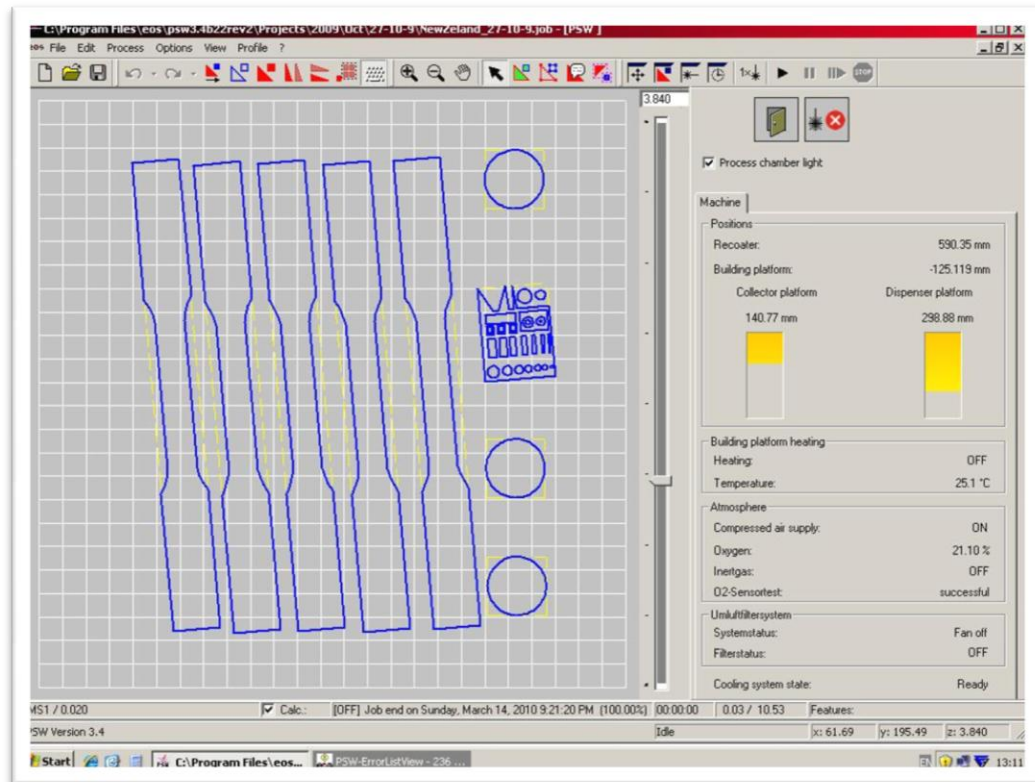 C:\Program Files\eos\psw3.4b22rev2\Projects\2009\Oct\27-10-9\NewZeland_27-10-9.job - [PSW ]
eos File Edit Process Options View Profile ?
1×
STOP
3.840
Process chamber light
Machine
Positions
Recoater: 590.35 mm
Building platform: -125.119 mm
Collector platform Dispenser platform
140.77 mm 298.88 mm
Building platform heating
Heating: OFF
Temperature: 25.1 °C
Atmosphere
Compressed air supply: ON
Oxygen: 21.10 %
Inertgas: OFF
O2-Sensortest: successful
Umluftfiltersystem
Systemstatus: Fan off
Filterstatus: OFF
Cooling system state: Ready
MS1 / 0.020 Calc.: [OFF] Job end on Sunday, March 14, 2010 9:21:20 PM (100.00%) 00:00:00 0.03 / 10.53 Features:
PSW Version 3.4 Idle x: 61.69 y: 195.49 z: 3.840
Start C:\Program Files\eos... PSW-ErrorListView - 236 ... 13:11